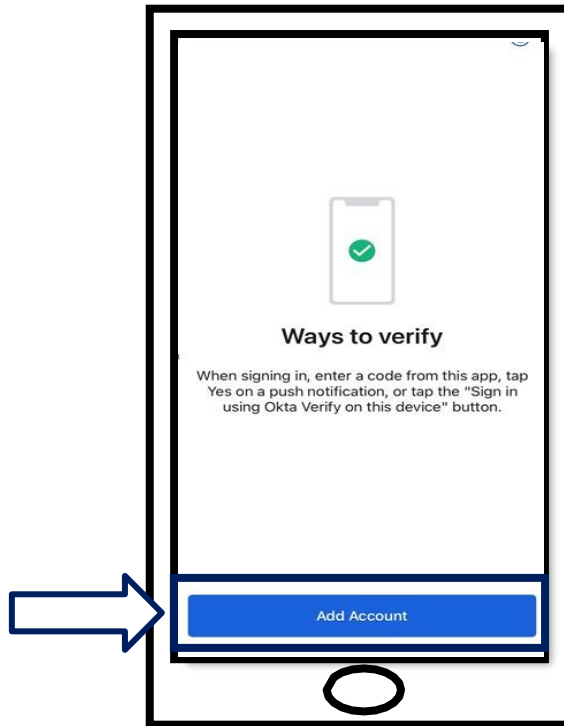 Ways to verify
When signing in, enter a code from this app, tap
Yes on a push notification, or tap the "Sign in
using Okta Verify on this device" button.
Add Account